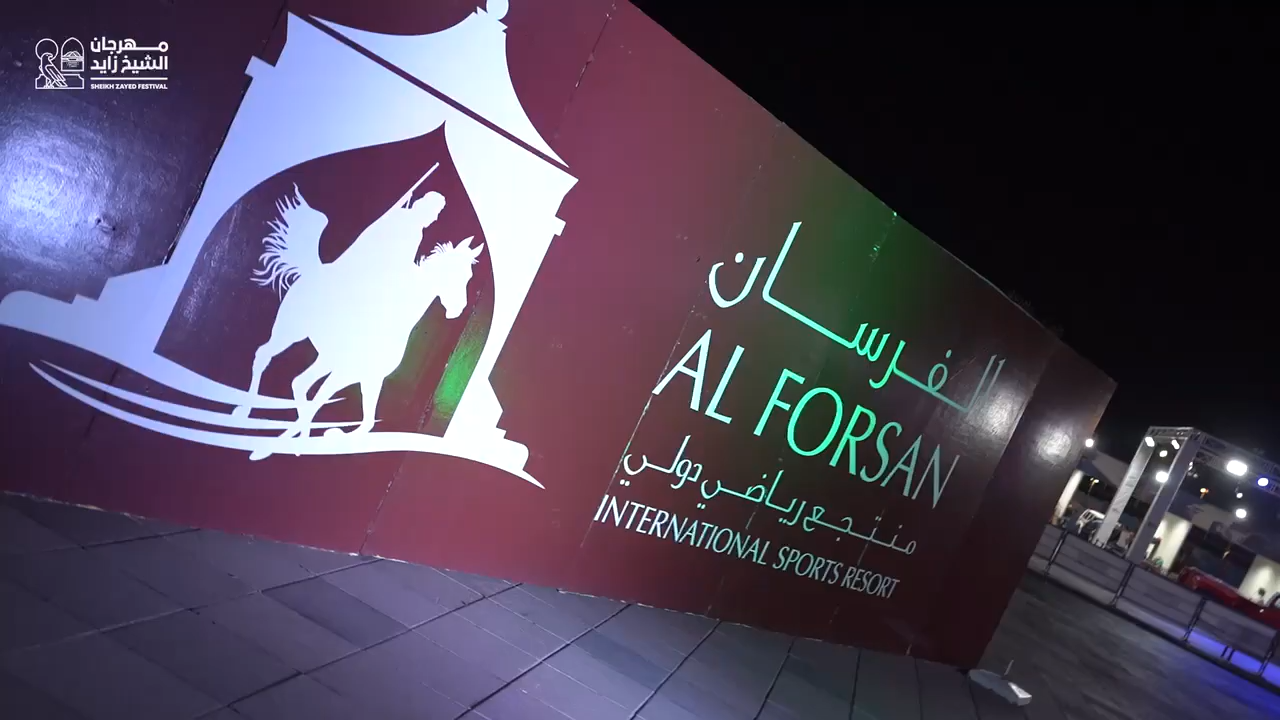 مهرجان
الشيخ زايد
SHEIKH ZAYED FESTIVAL
الفرسان
AL FORSAN
منتجع رياضي دولي
INTERNATIONAL SPORTS RESORT